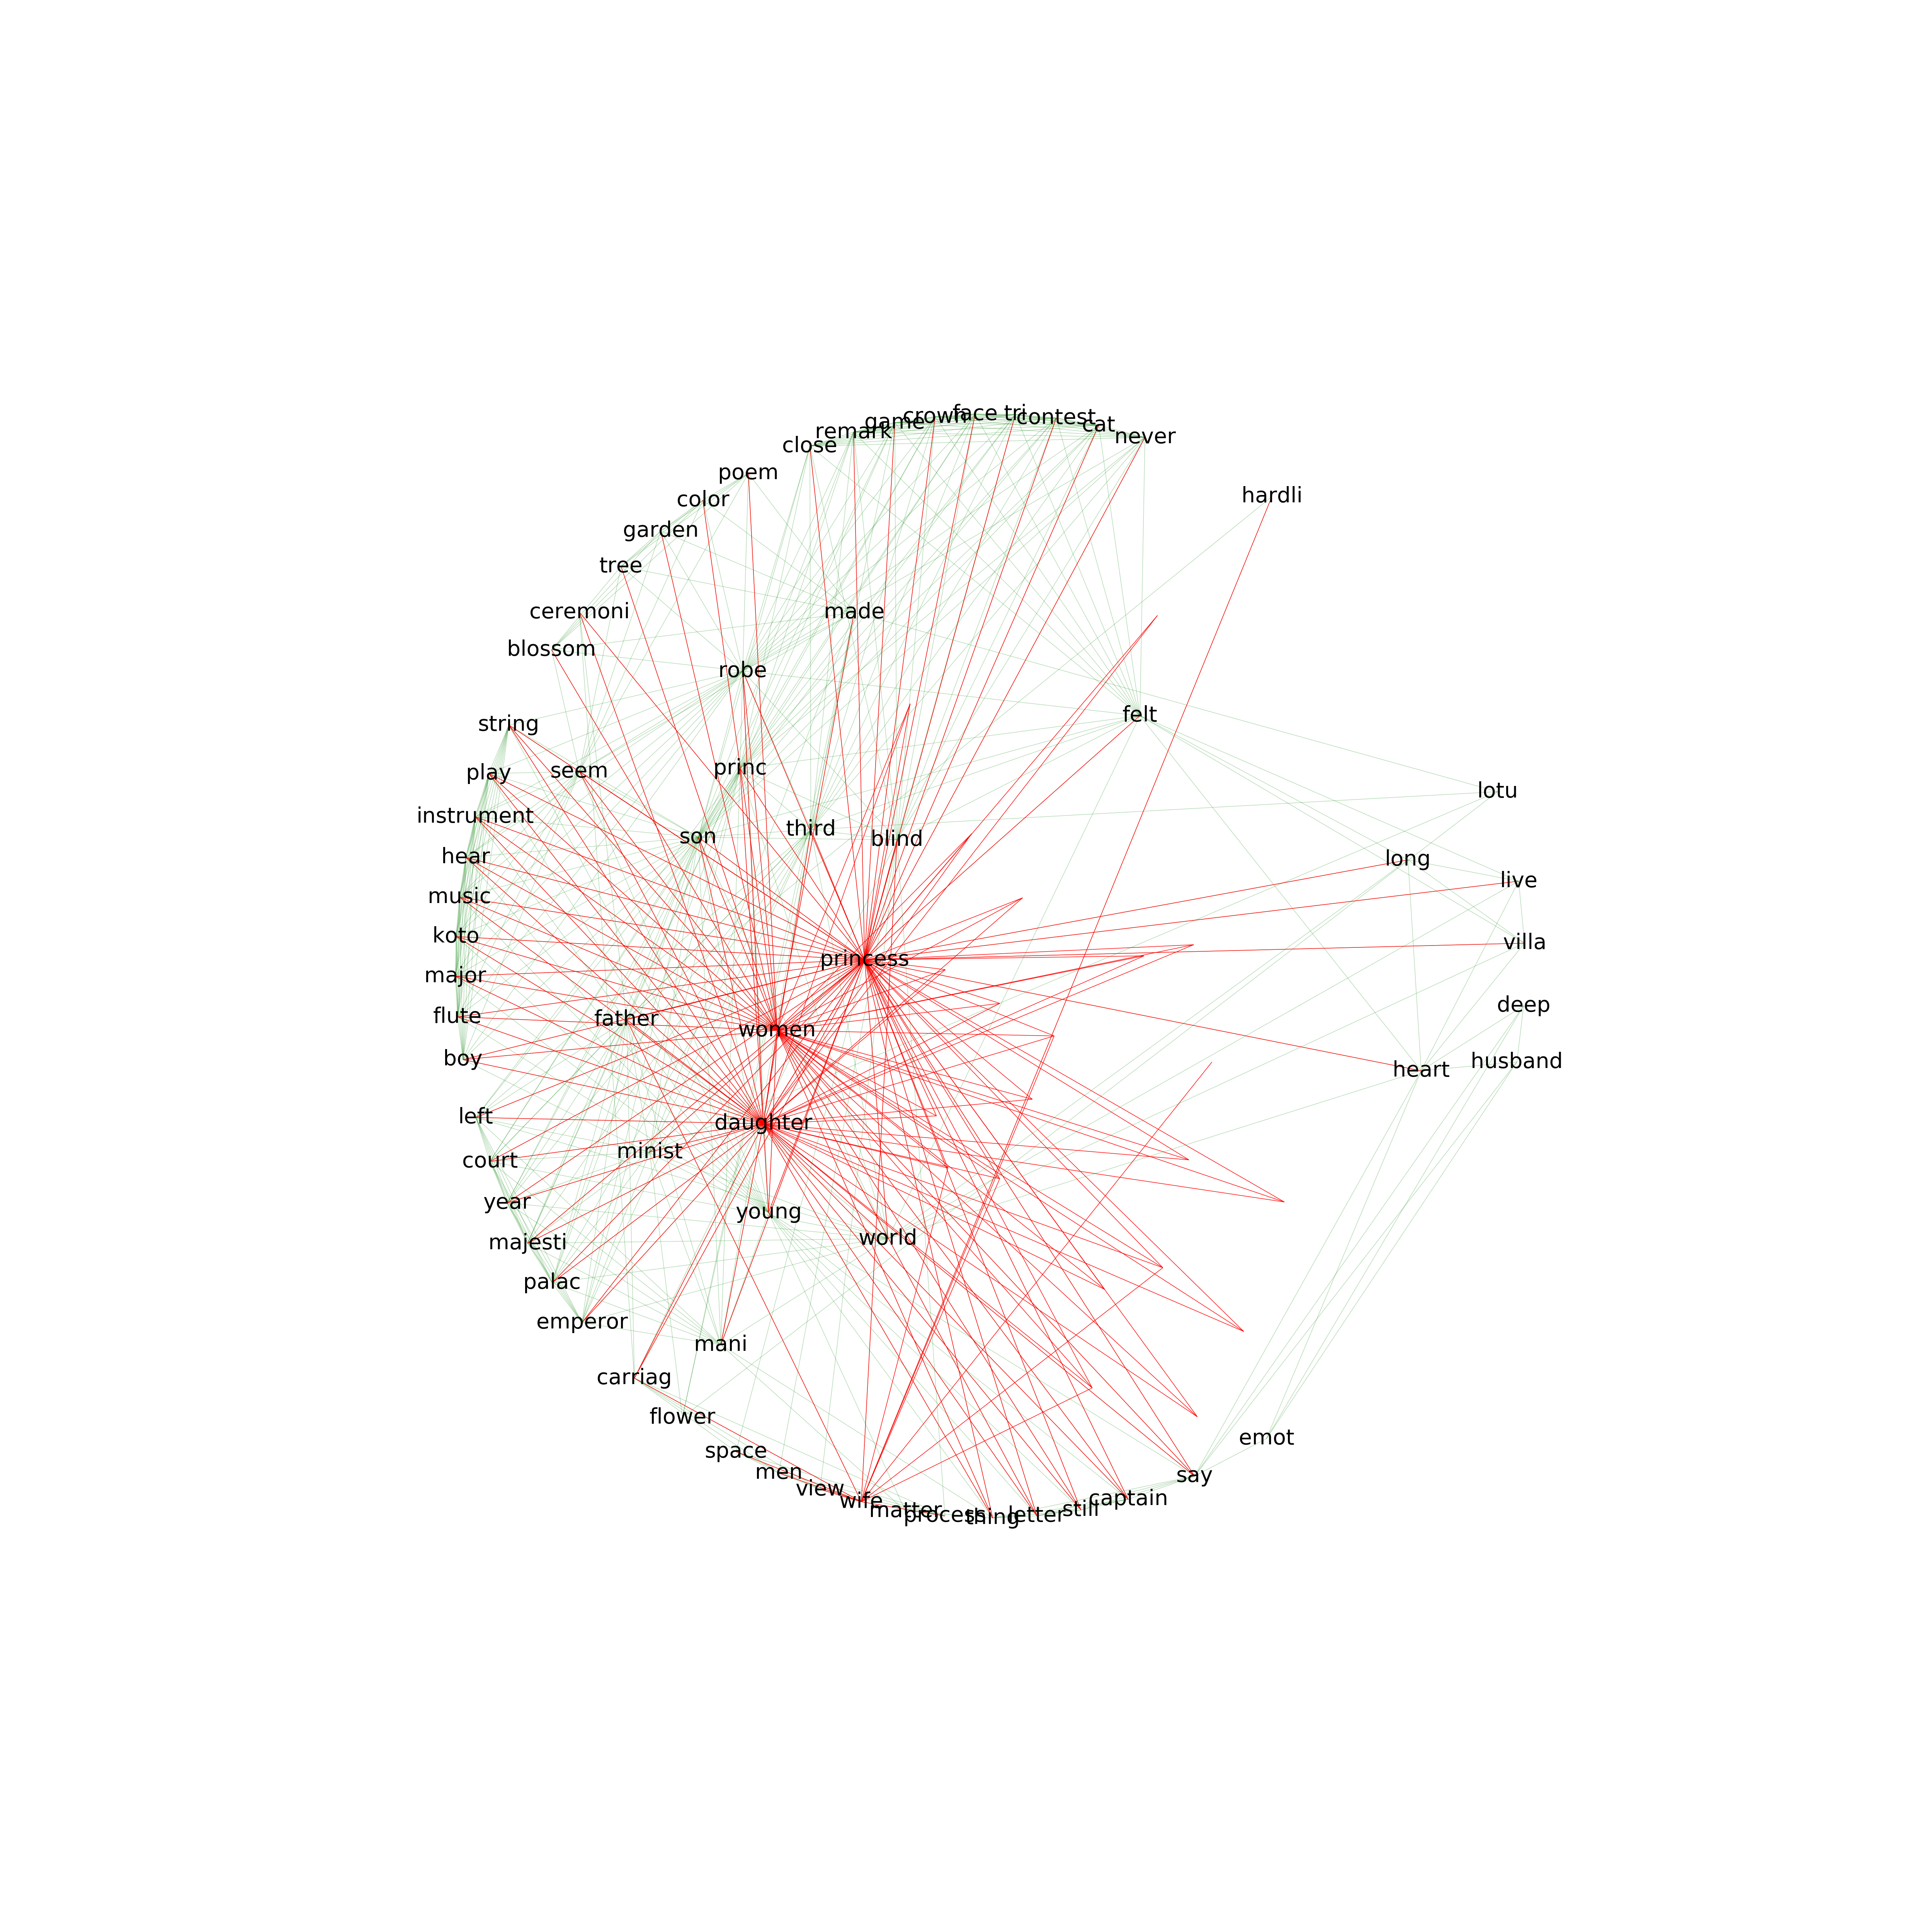 face
tri
crown
contest
game
cat
remark
never
close
poem
hardli
color
garden
tree
ceremoni
made
blossom
robe
felt
string
princ
seem
play
lotu
instrument
third
son
blind
hear
long
live
music
koto
villa
princess
major
deep
flute
father
women
boy
husband
heart
left
daughter
minist
court
year
young
world
majesti
palac
emperor
mani
carriag
flower
emot
space
men
say
view
captain
wife
still
matter
process
letter
thing